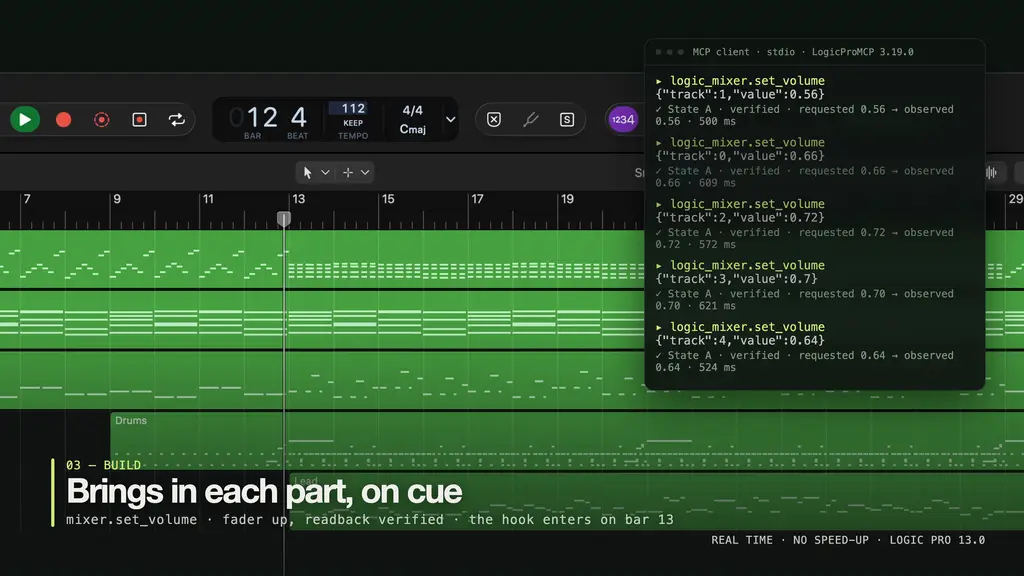 MCP client · stdio · LogicProMCP 3.19.0
▸ logic_mixer.set_volume
{"track":1,"value":0.56}
✓ State A · verified · requested 0.56 → observed
0.56 · 500 ms
▸ logic_mixer.set_volume
{"track":0,"value":0.66}
✓ State A · verified · requested 0.66 → observed
0.66 · 609 ms
▸ logic_mixer.set_volume
{"track":2,"value":0.72}
✓ State A · verified · requested 0.72 → observed
0.72 · 572 ms
▸ logic_mixer.set_volume
{"track":3,"value":0.7}
✓ State A · verified · requested 0.70 → observed
0.70 · 621 ms
▸ logic_mixer.set_volume
{"track":4,"value":0.64}
✓ State A · verified · requested 0.64 → observed
0.64 · 524 ms
012 4 112 4/4
KEEP Cmaj
BAR BEAT TEMPO
S
1234
7 9 11 13 15 17 19 29
Drums
Lead
03 — BUILD
Brings in each part, on cue
mixer.set_volume · fader up, readback verified · the hook enters on bar 13
REAL TIME · NO SPEED-UP · LOGIC PRO 13.0